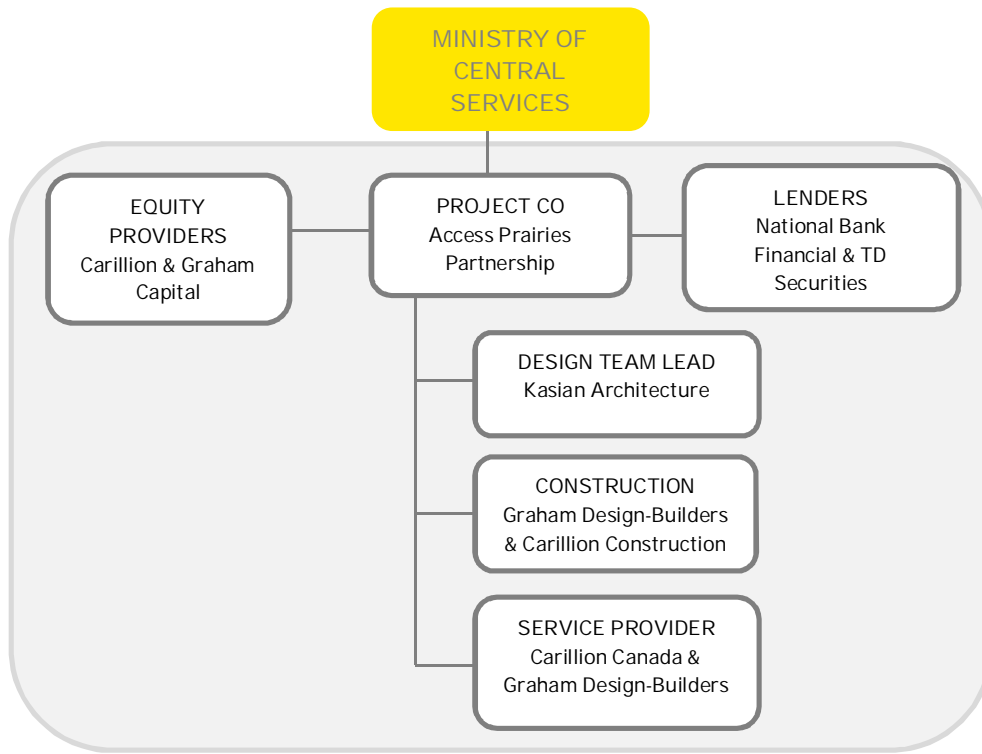 MINISTRY OF
CENTRAL
SERVICES
EQUITY
PROVIDERS
Carillion & Graham
Capital
PROJECT CO
Access Prairies
Partnership
LENDERS
National Bank
Financial & TD
Securities
DESIGN TEAM LEAD
Kasian Architecture
CONSTRUCTION
Graham Design-Builders
& Carillion Construction
SERVICE PROVIDER
Carillion Canada &
Graham Design-Builders